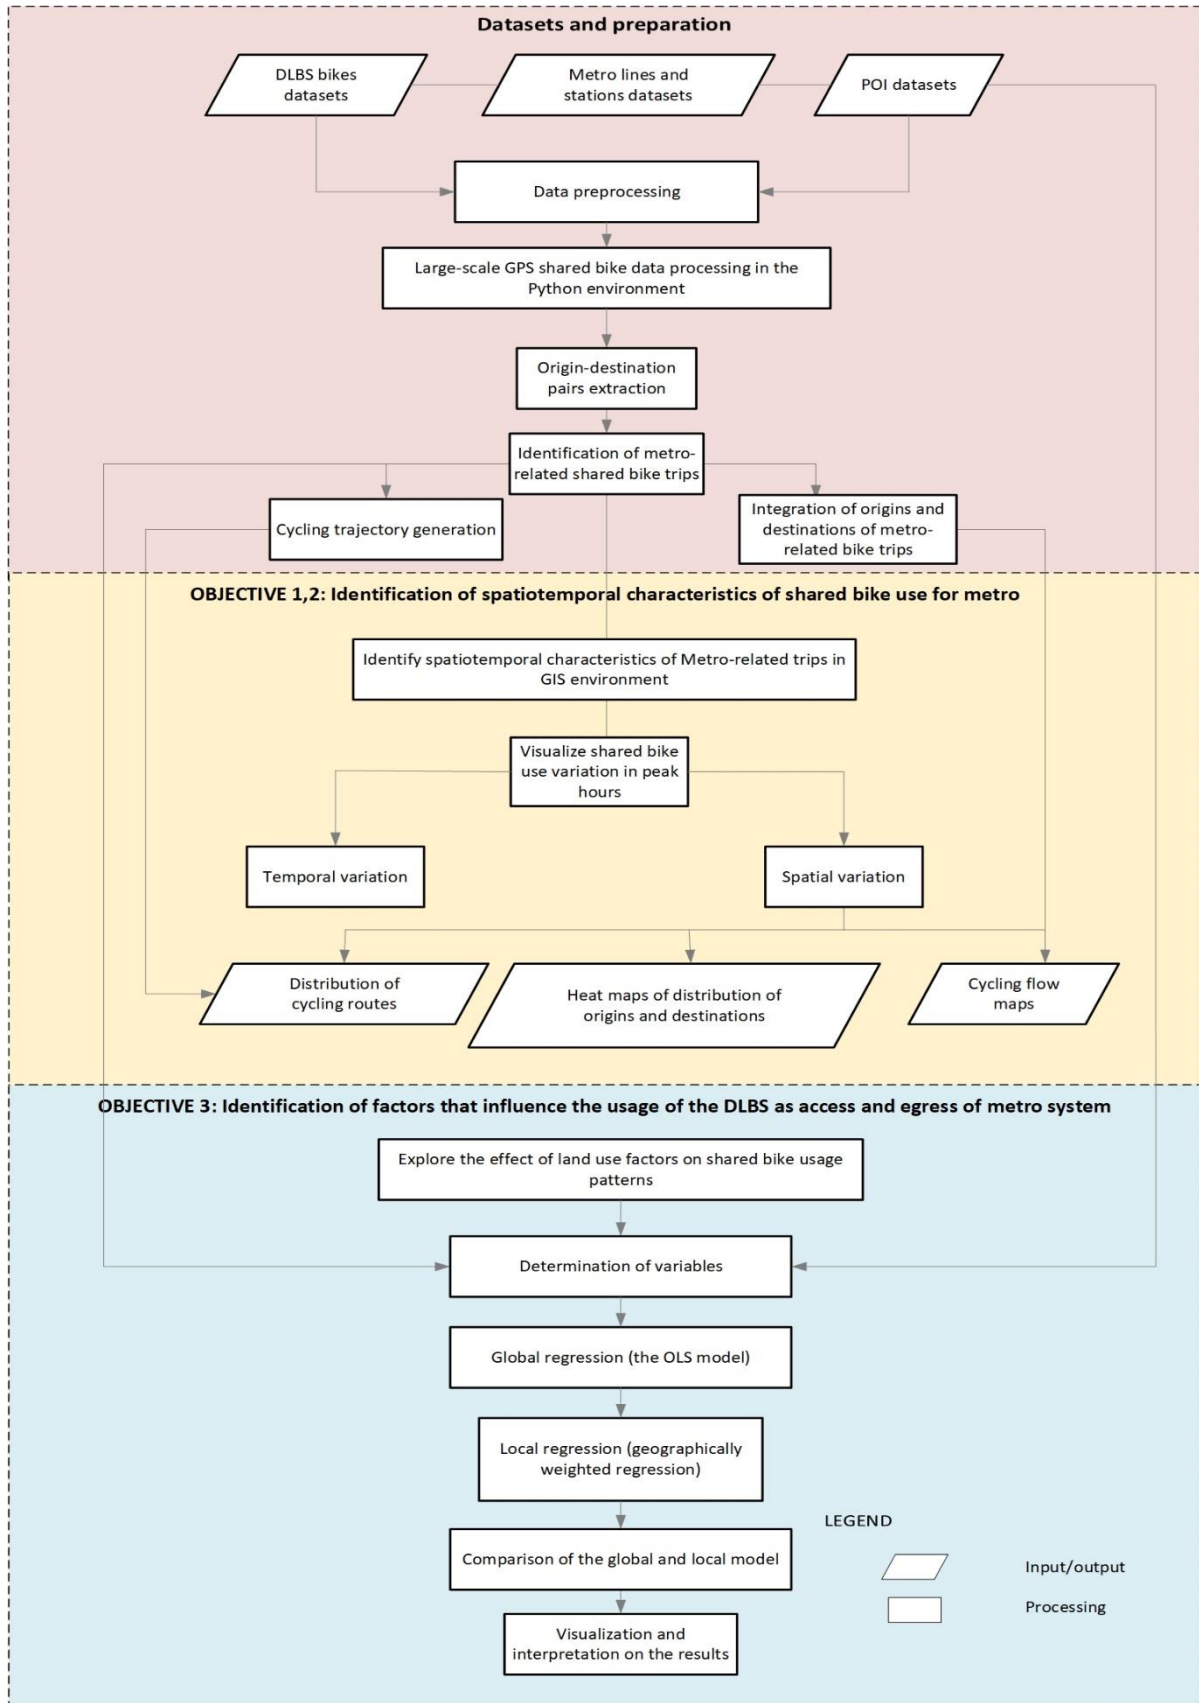 Datasets and preparation
DLBS bikes
datasets
Metro lines and
stations datasets
POI datasets
Data preprocessing
Large-scale GPS shared bike data processing in the
Python environment
Origin-destination
pairs extraction
Identification of metro-
related shared bike trips
Cycling trajectory generation
Integration of origins and
destinations of metro-
related bike trips
OBJECTIVE 1,2: Identification of spatiotemporal characteristics of shared bike use for metro
Identify spatiotemporal characteristics of Metro-related trips in
GIS environment
Visualize shared bike
use variation in peak
hours
Temporal variation
Spatial variation
Distribution of
cycling routes
Heat maps of distribution of
origins and destinations
Cycling flow
maps
OBJECTIVE 3: Identification of factors that influence the usage of the DLBS as access and egress of metro system
Explore the effect of land use factors on shared bike usage
patterns
Determination of variables
Global regression (the OLS model)
Local regression (geographically
weighted regression)
Comparison of the global and local model
Visualization and
interpretation on the results
LEGEND
Input/output
Processing